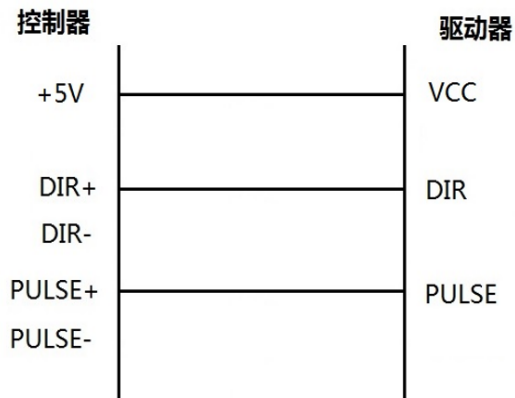 控制器
驱动器
+5V
VCC
DIR+
DIR
DIR-
PULSE+
PULSE
PULSE-